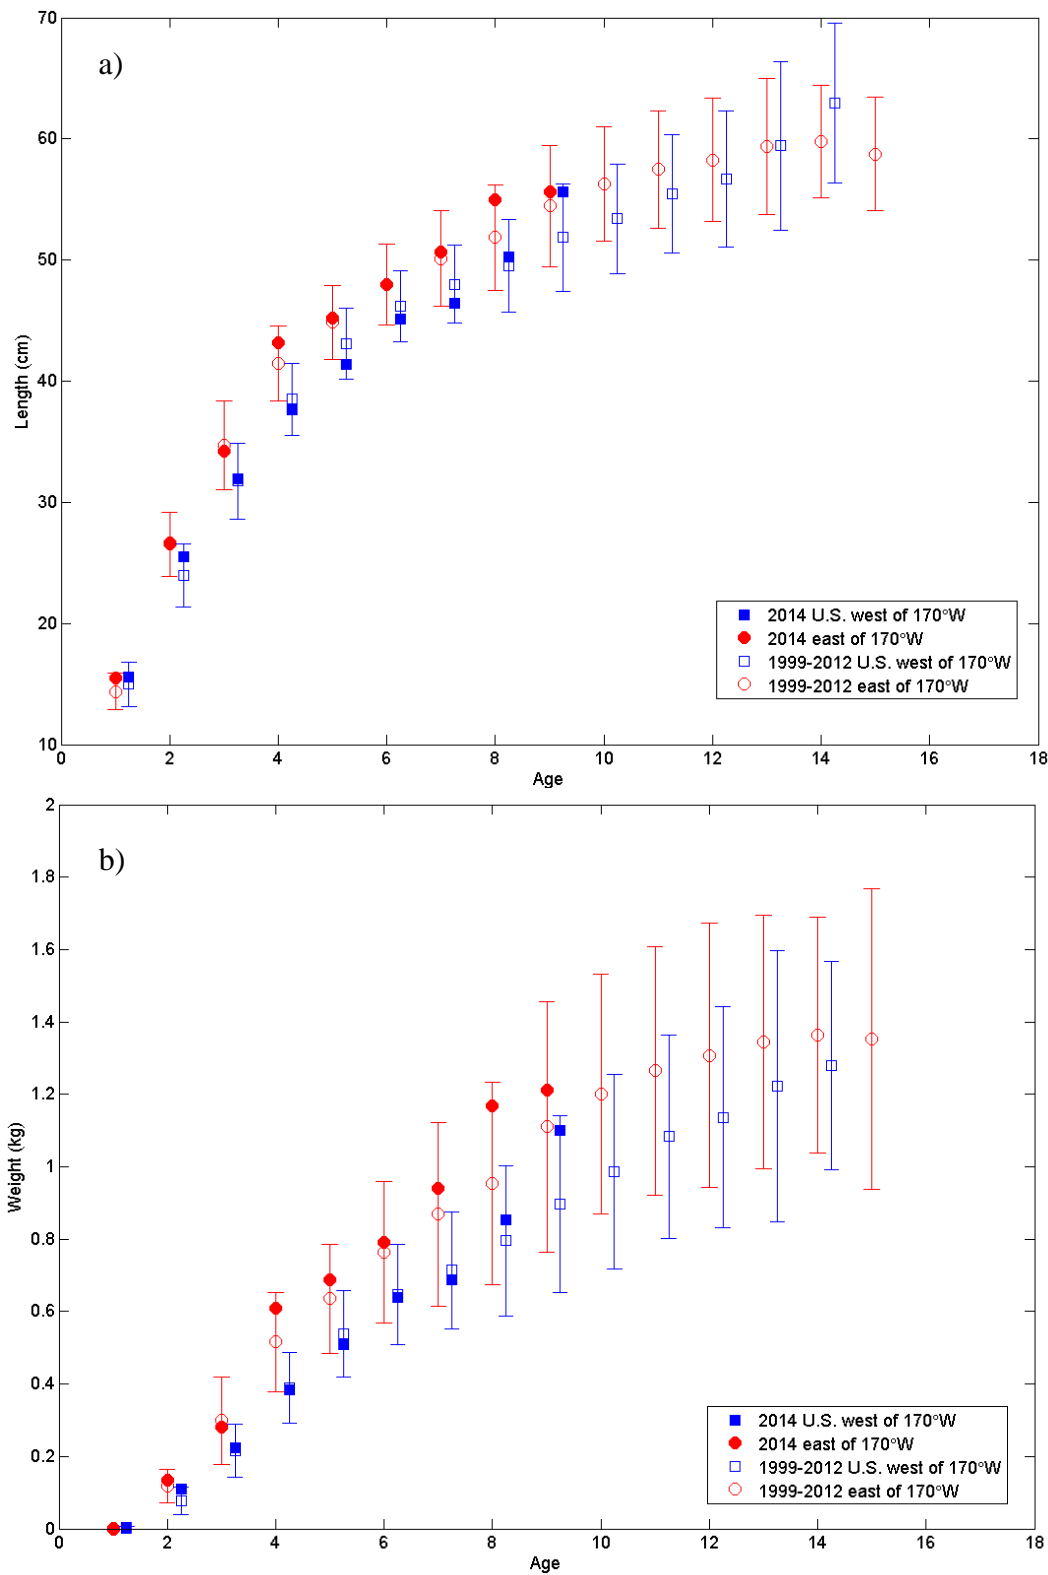 a)
70
60
50
40
30
20
10
Length (cm)
0 2 4 6 8 10 12 14 16 18
Age
2014 U.S. west of 170°W
2014 east of 170°W
1999-2012 U.S. west of 170°W
1999-2012 east of 170°W
b)
2
1.8
1.6
1.4
1.2
1
0.8
0.6
0.4
0.2
0
Weight (kg)
0 2 4 6 8 10 12 14 16 18
Age
2014 U.S. west of 170°W
2014 east of 170°W
1999-2012 U.S. west of 170°W
1999-2012 east of 170°W